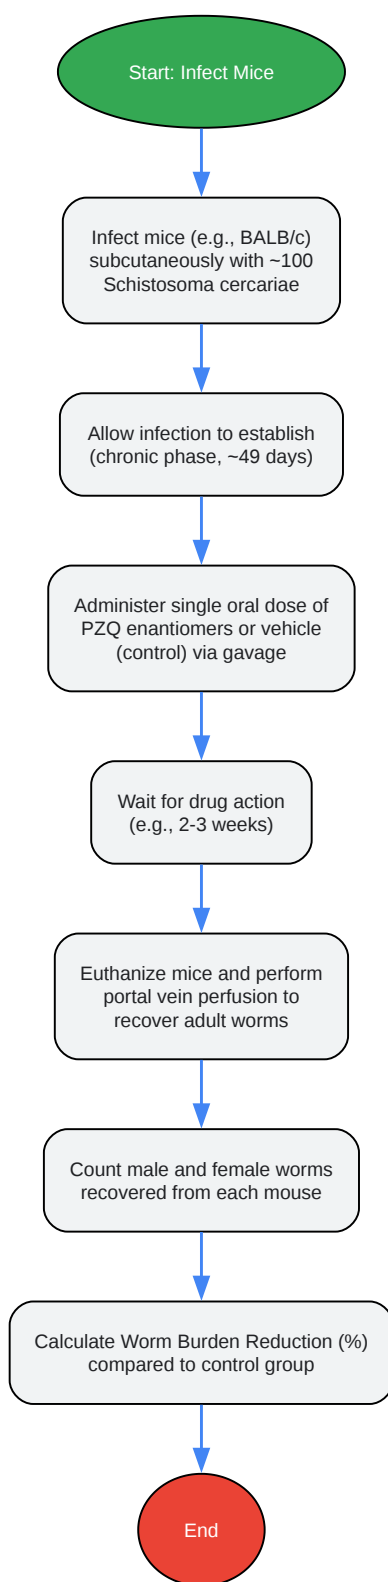 Start: Infect Mice
Infect mice (e.g., BALB/c)
subcutaneously with ~100
Schistosoma cercariae
Allow infection to establish
(chronic phase, ~49 days)
Administer single oral dose of
PZQ enantiomers or vehicle
(control) via gavage
Wait for drug action
(e.g., 2-3 weeks)
Euthanize mice and perform
portal vein perfusion to
recover adult worms
Count male and female worms
recovered from each mouse
Calculate Worm Burden Reduction (%)
compared to control group
End